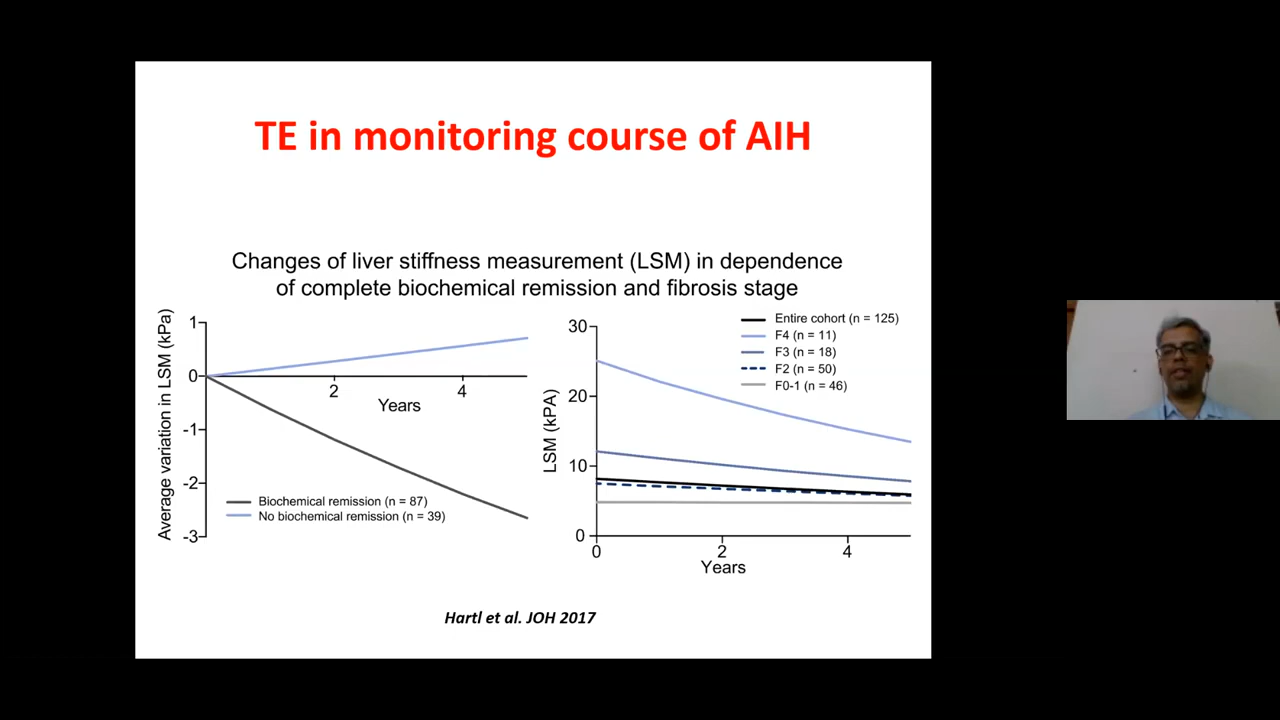 TE in monitoring course of AIH
Changes of liver stiffness measurement (LSM) in dependence
of complete biochemical remission and fibrosis stage
Average variation in LSM (kPa)
1
0
-1
-2
-3
2
4
Years
Biochemical remission (n = 87)
No biochemical remission (n = 39)
LSM (kPA)
30
20
10
0
0
2
4
Years
Entire cohort (n = 125)
F4 (n = 11)
F3 (n = 18)
F2 (n = 50)
F0-1 (n = 46)
Hartl et al. JOH 2017